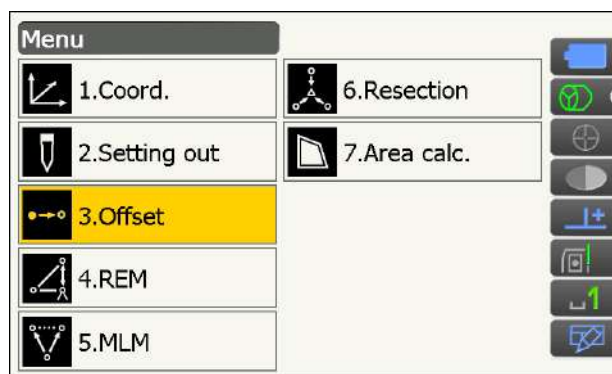 Menu
1.Coord.
2.Setting out
3.Offset
4.REM
5.MLM
6.Resection
7.Area calc.
1